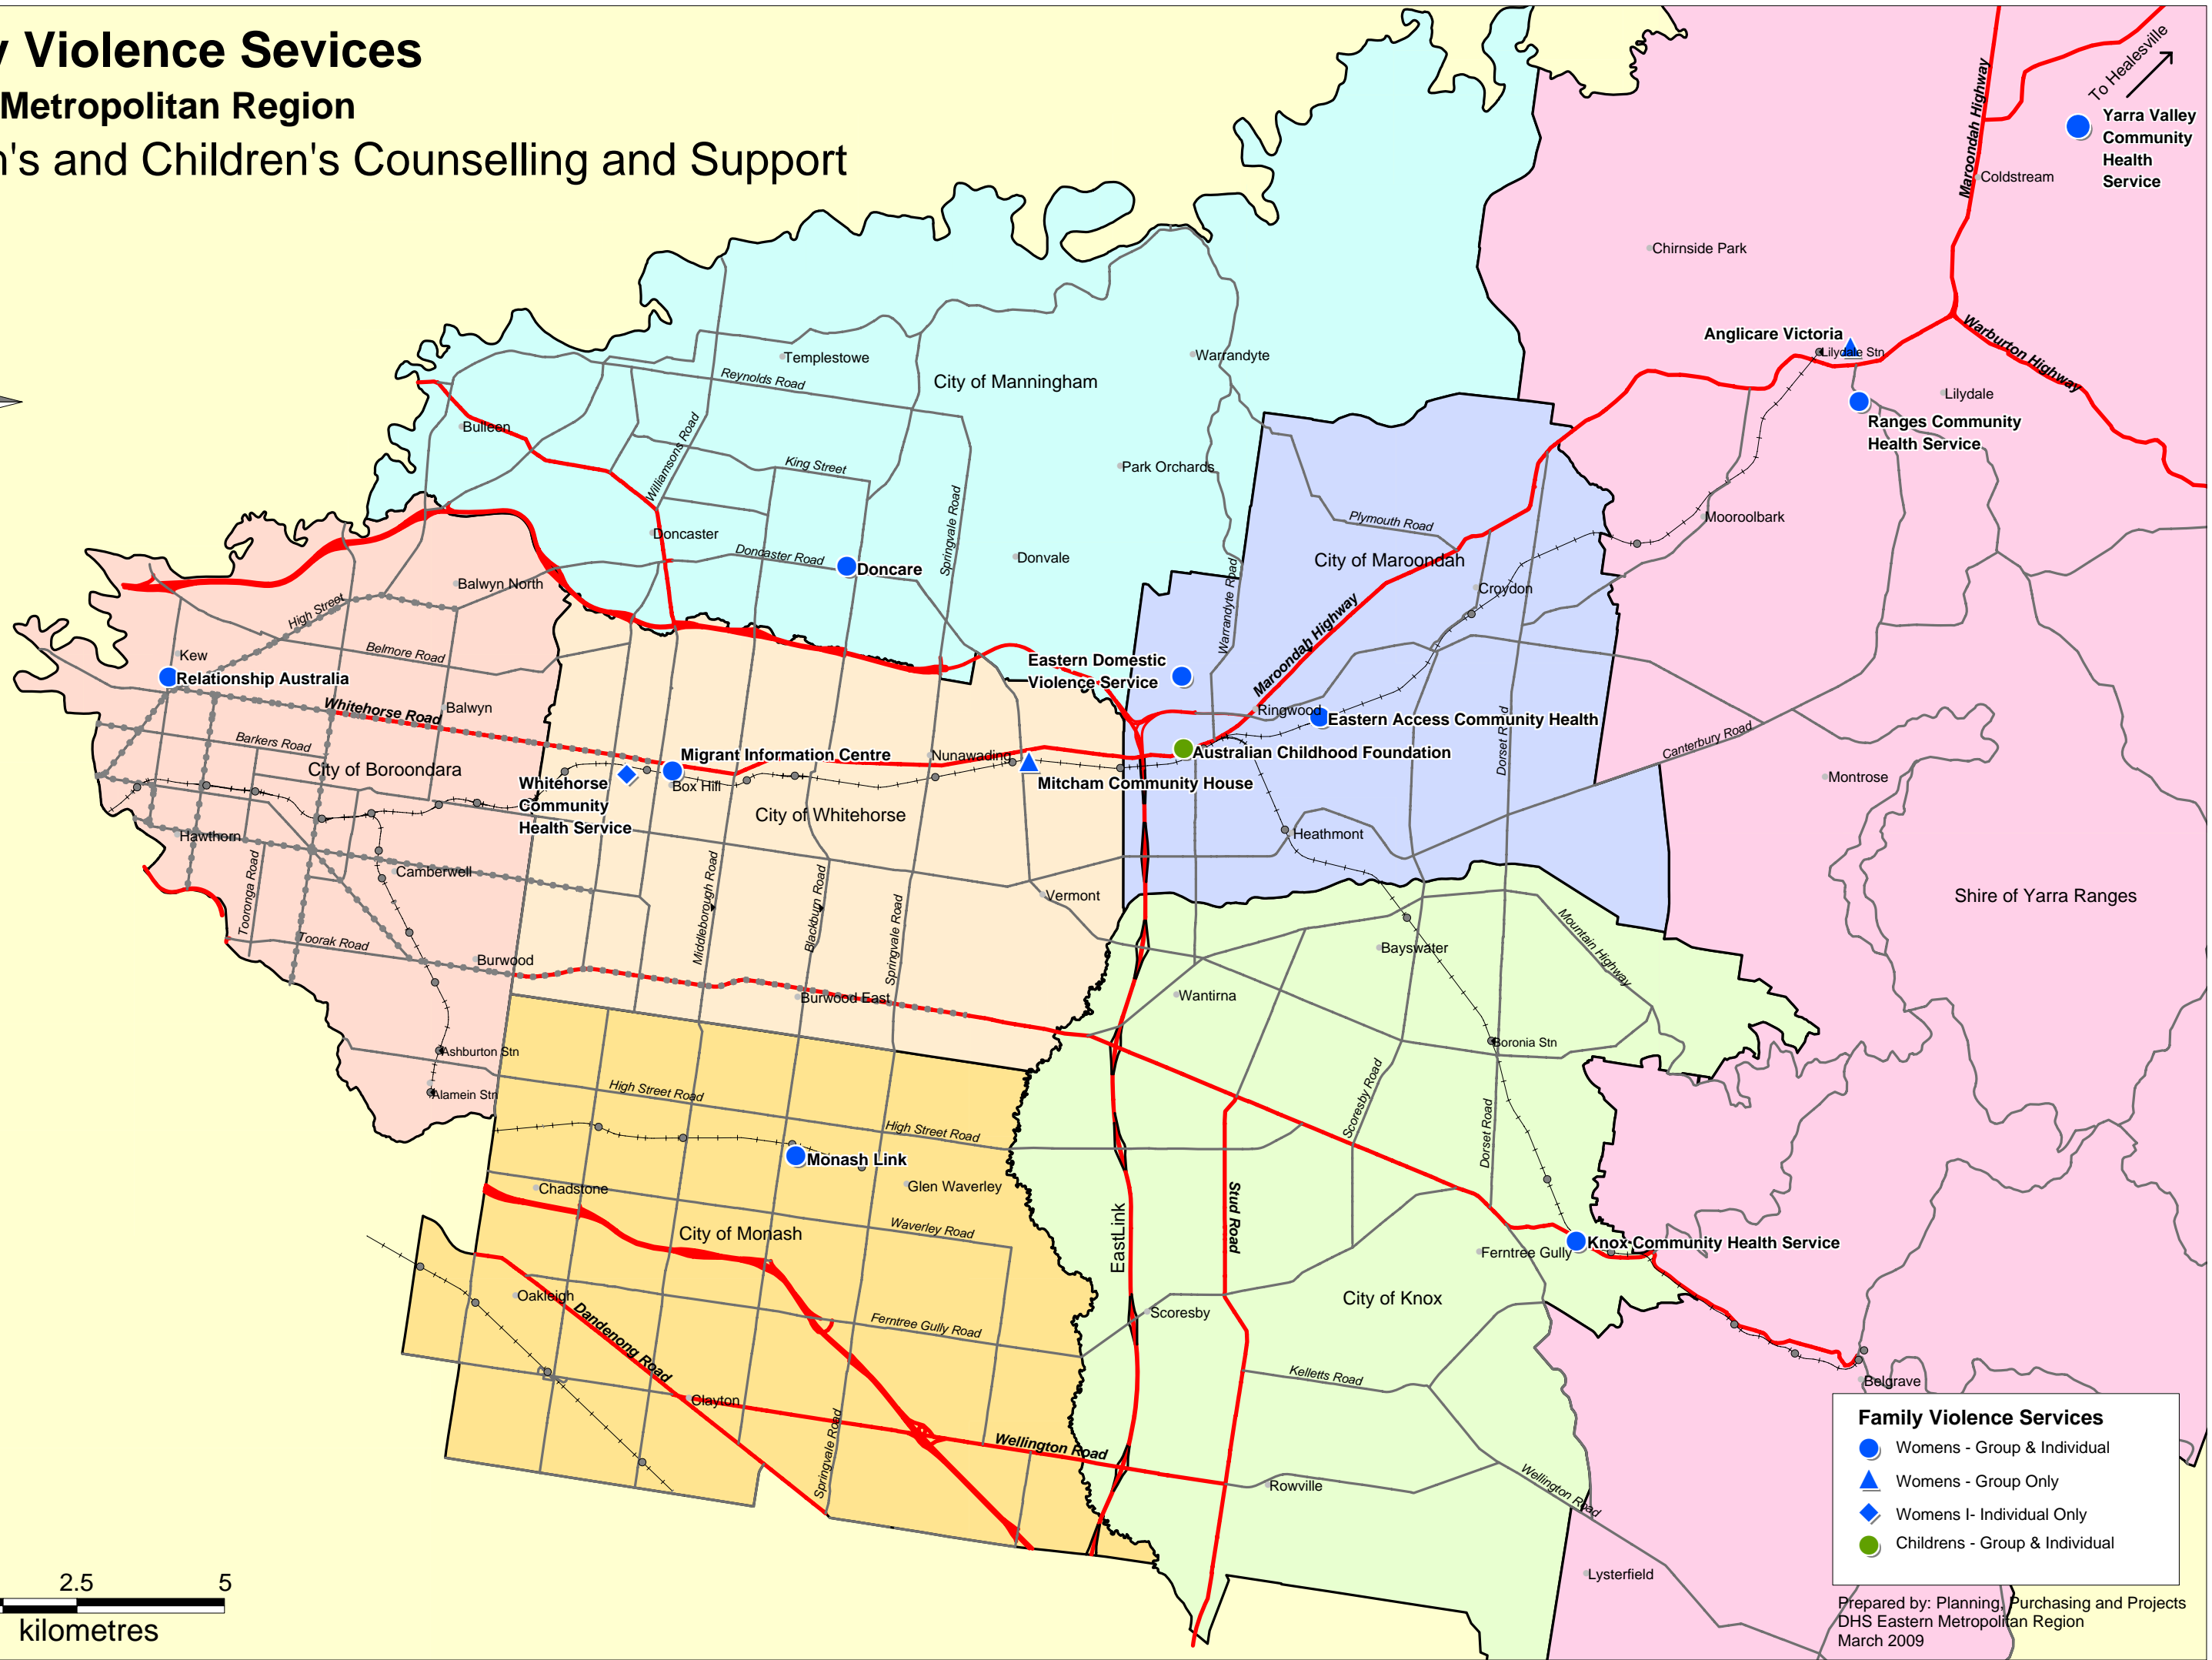 y Violence Sevices
Metropolitan Region
n's and Children's Counselling and Support
To Healesville
Maroondah Highway
Yarra Valley
Community
Health
Service
Coldstream
Chirnside Park
Anglicare Victoria
Lilydale Stn
Warburton Highway
Lilydale
Ranges Community
Health Service
Templestowe
Reynolds Road
City of Manningham
Warrandyte
Bulleen
Williamsons Road
King Street
Park Orchards
Springvale Road
Doncaster
Doncaster Road
Doncare
Donvale
Plymouth Road
City of Maroondah
Mooroolbark
Warrandyte Road
Croydon
Balwyn North
High Street
Belmore Road
Kew
Relationship Australia
Whitehorse Road
Balwyn
Barkers Road
City of Boroondara
Eastern Domestic
Violence Service
Maroondah Highway
Ringwood
Eastern Access Community Health
Australian Childhood Foundation
Dorset Road
Canterbury Road
Montrose
Migrant Information Centre
Nunawading
Mitcham Community House
Whitehorse
Community
Health Service
Box Hill
City of Whitehorse
Hawthorn
Heathmont
Camberwell
Tooronga Road
Toorak Road
Middleborough Road
Blackburn Road
Springvale Road
Vermont
Shire of Yarra Ranges
Mountain Highway
Bayswater
Burwood
Burwood East
Wantirna
Ashburton Stn
Boronia Stn
Alamein Stn
High Street Road
High Street Road
Scoresby Road
Dorset Road
Monash Link
Chadstone
Glen Waverley
City of Monash
Waverley Road
EastLink
Stud Road
Ferntree Gully
Knox Community Health Service
Oakleigh
Dandenong Road
Ferntree Gully Road
Scoresby
City of Knox
Kelletts Road
Belgrave
Clayton
Springvale Road
Wellington Road
Rowville
Wellington Road
Lysterfield
Family Violence Services
Womens - Group & Individual
Womens - Group Only
Womens I- Individual Only
Childrens - Group & Individual
2.5 5
kilometres
Prepared by: Planning, Purchasing and Projects
DHS Eastern Metropolitan Region
March 2009